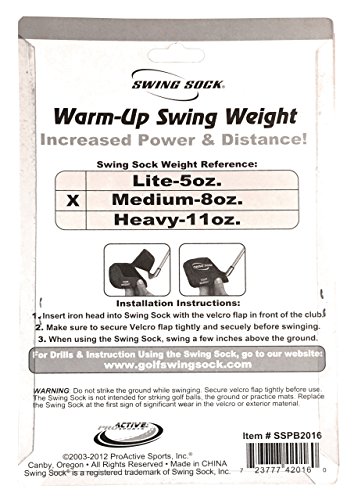 SWING SOCK®
Warm-Up Swing Weight
Increased Power & Distance!
Swing Sock Weight Reference:
Lite-5oz.
X Medium-8oz.
Heavy-11oz.
Installation Instructions:
1. Insert iron head into Swing Sock with the velcro flap in front of the club.
2. Make sure to secure Velcro flap tightly and securely before swinging.
3. When using the Swing Sock, swing a few inches above the ground.
For Drills & Instruction Using the Swing Sock, go to our website:
www.golfswingsock.com
WARNING: Do not strike the ground while swinging. Secure velcro flap tightly before use.
The Swing Sock is not intended for striking golf balls, the ground or practice mats. Replace the
Swing Sock at the first sign of significant wear in the velcro or exterior material.
PROACTIVE
SPORTS
©2003-2012 ProActive Sports, Inc.®
Canby, Oregon • All Rights Reserved • Made in CHINA
Swing Sock® is a registered trademark of ProActive Sports, Inc.
Item # SSPB2016
7 23777 42016 0